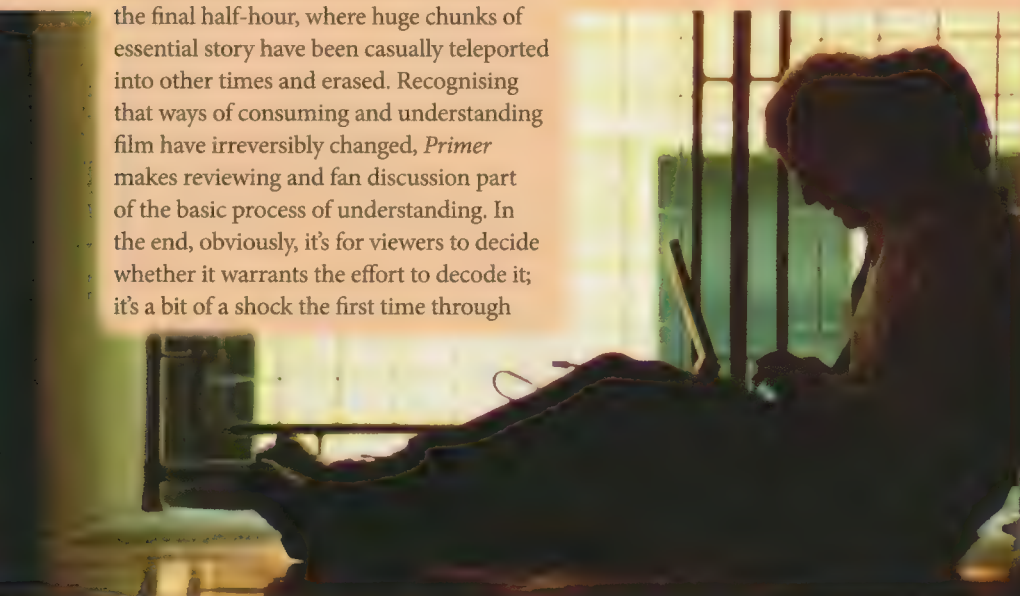 the final half-hour, where huge chunks of
essential story have been casually teleported
into other times and erased. Recognising
that ways of consuming and understanding
film have irreversibly changed, Primer
makes reviewing and fan discussion part
of the basic process of understanding. In
the end, obviously, it's for viewers to decide
whether it warrants the effort to decode it;
it's a bit of a shock the first time through